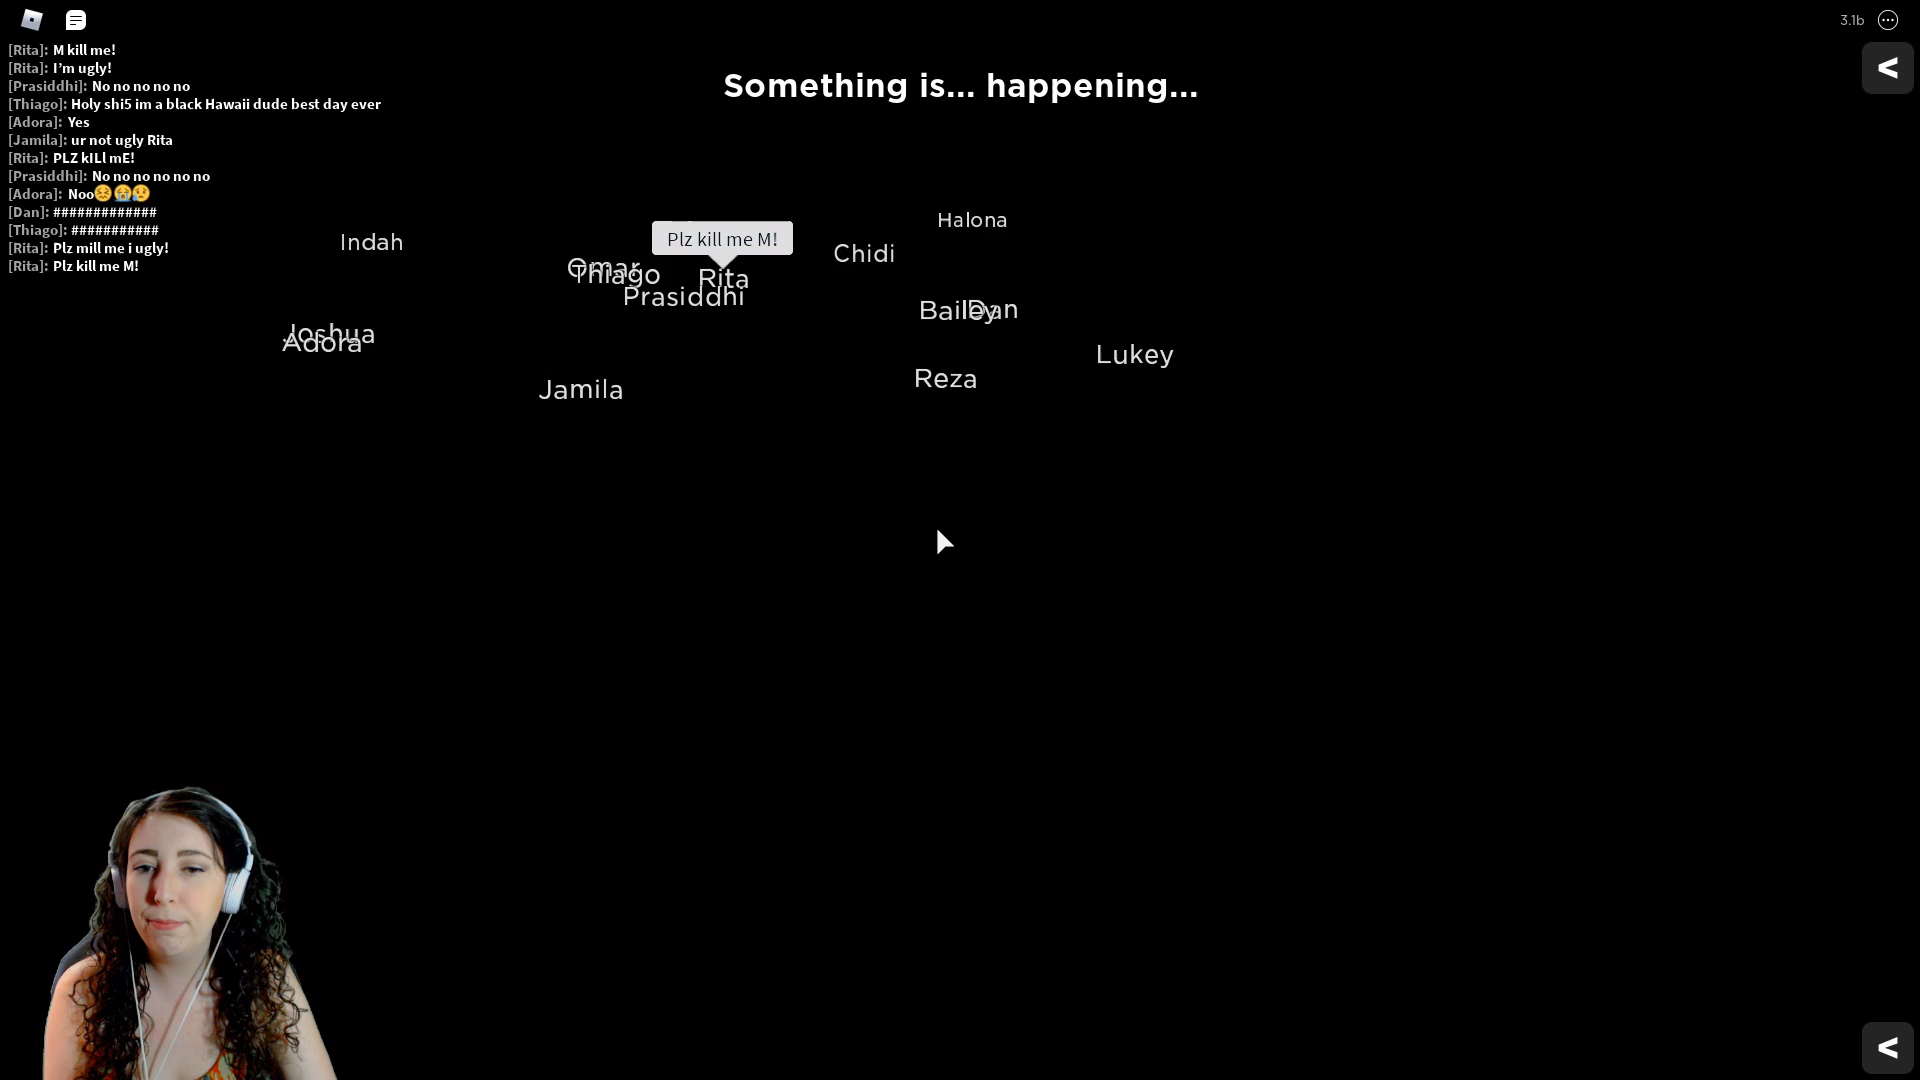 3.1b
[Rita]: M kill me!
[Rita]: I'm ugly!
[Prasiddhi]: No no no no no
[Thiago]: Holy shi5 im a black Hawaii dude best day ever
[Adora]: Yes
[Jamila]: ur not ugly Rita
[Rita]: PLZ kILl mE!
[Prasiddhi]: No no no no no no
[Adora]: Noo😖😭😢
[Dan]: #############
[Thiago]: ###########
[Rita]: Plz mill me i ugly!
[Rita]: Plz kill me M!
Something is... happening...
Halona
Plz kill me M!
Indah
Chidi
Omar
Thiago
Rita
Prasiddhi
Bailey
Dan
Joshua
Adora
Lukey
Reza
Jamila